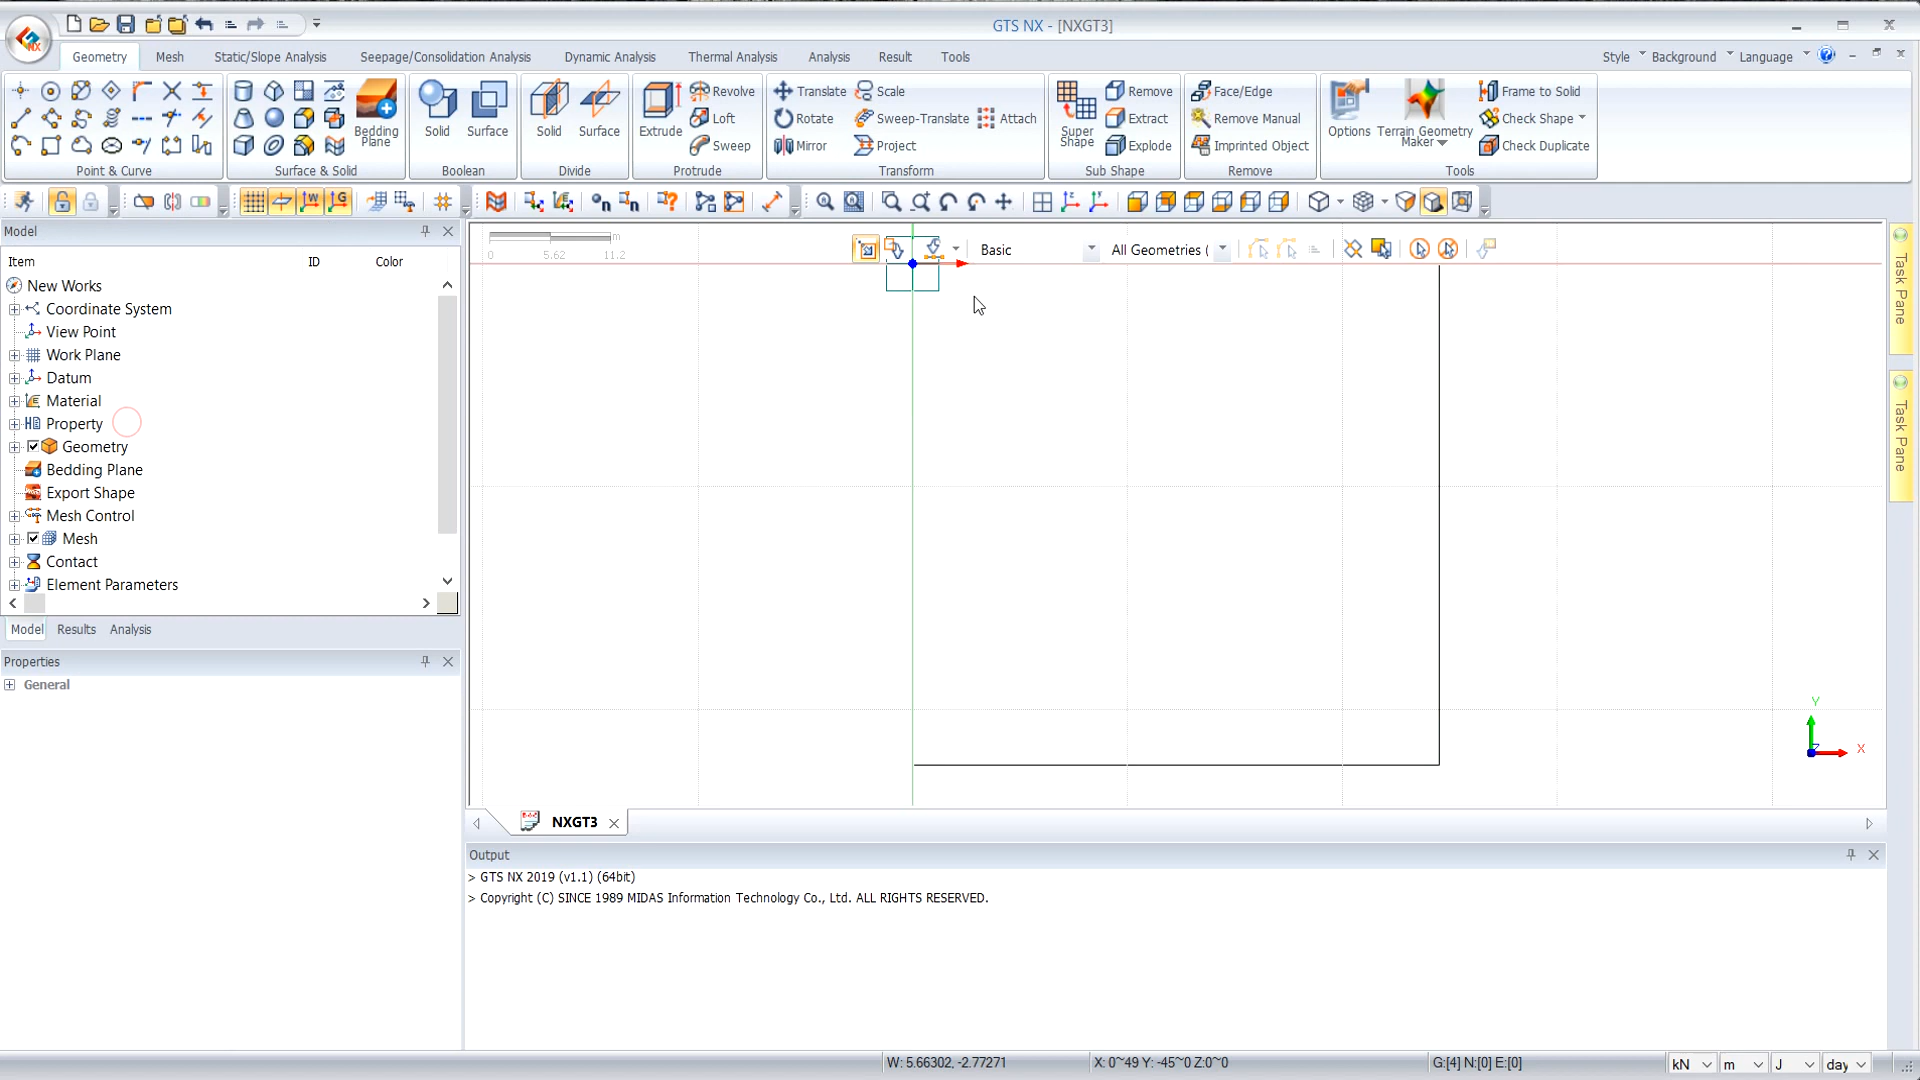 GTS NX - [NXGT3]
Geometry Mesh Static/Slope Analysis Seepage/Consolidation Analysis Dynamic Analysis Thermal Analysis Analysis Result Tools Style Background Language
Bedding Plane
Point & Curve
Surface & Solid
Solid Surface
Boolean
Solid Surface
Divide
Extrude Revolve
Loft
Sweep
Protrude
Translate Scale
Rotate Sweep-Translate Attach
Mirror Project
Transform
Super Shape
Remove
Extract
Explode
Sub Shape
Face/Edge
Remove Manual
Imprinted Object
Remove
Options Terrain Geometry Maker
Frame to Solid
Check Shape
Check Duplicate
Tools
Model
Item ID Color
New Works
Coordinate System
View Point
Work Plane
Datum
Material
Property
Geometry
Bedding Plane
Export Shape
Mesh Control
Mesh
Contact
Element Parameters
Model Results Analysis
Properties
General
m
0 5.62 11.2
Basic All Geometries (
Y
Z
X
NXGT3
Task Pane
Task Pane
Output
> GTS NX 2019 (v1.1) (64bit)
> Copyright (C) SINCE 1989 MIDAS Information Technology Co., Ltd. ALL RIGHTS RESERVED.
W: 5.66302, -2.77271 X: 0~49 Y: -45~0 Z:0~0 G:[4] N:[0] E:[0] kN m J day